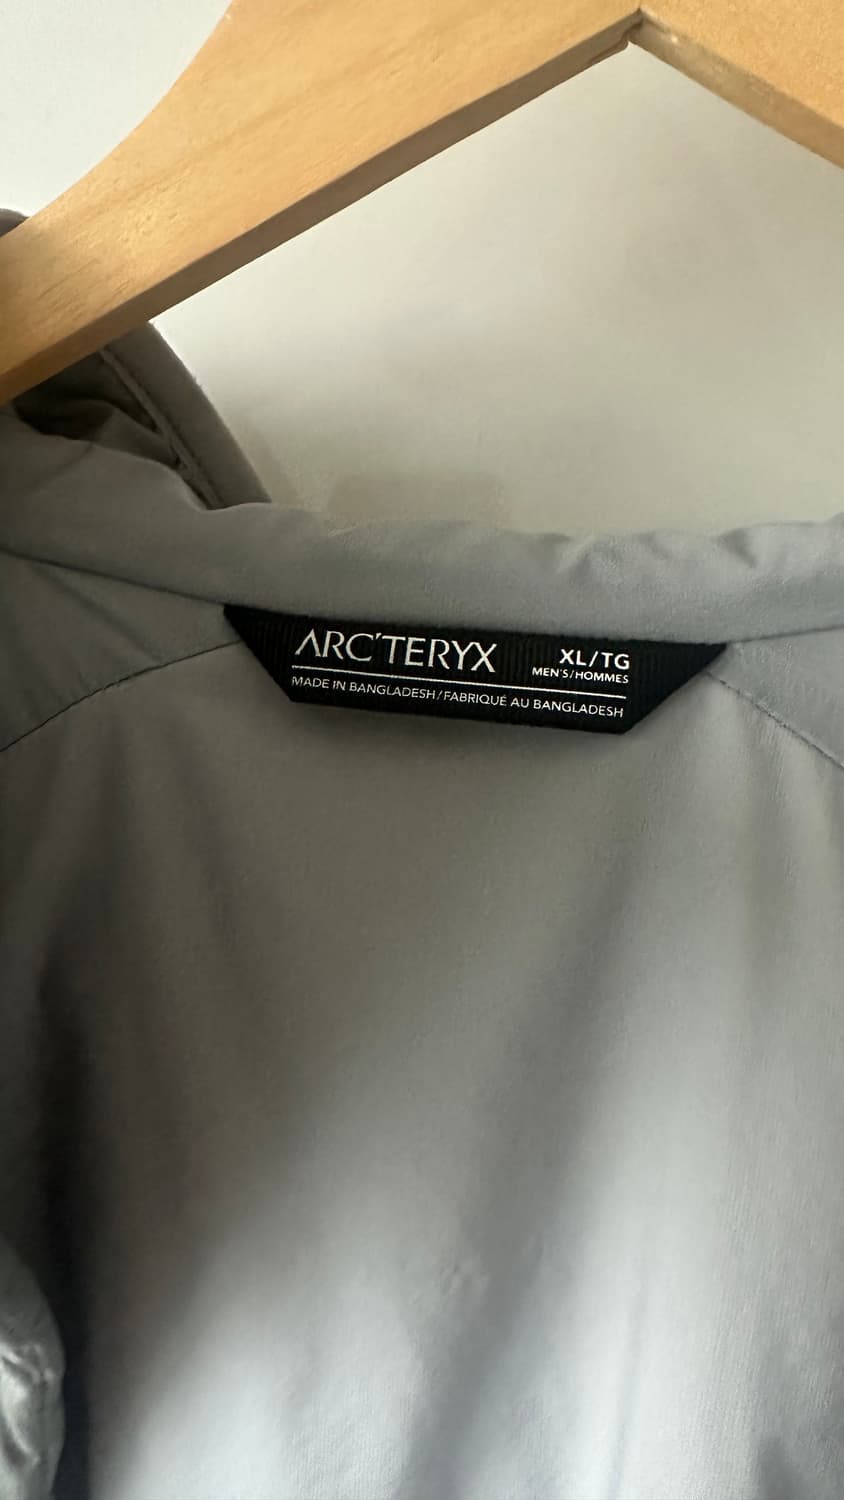 ARC'TERYX
XL/TG
MEN'S/HOMMES
MADE IN BANGLADESH/FABRIQUÉ AU BANGLADESH